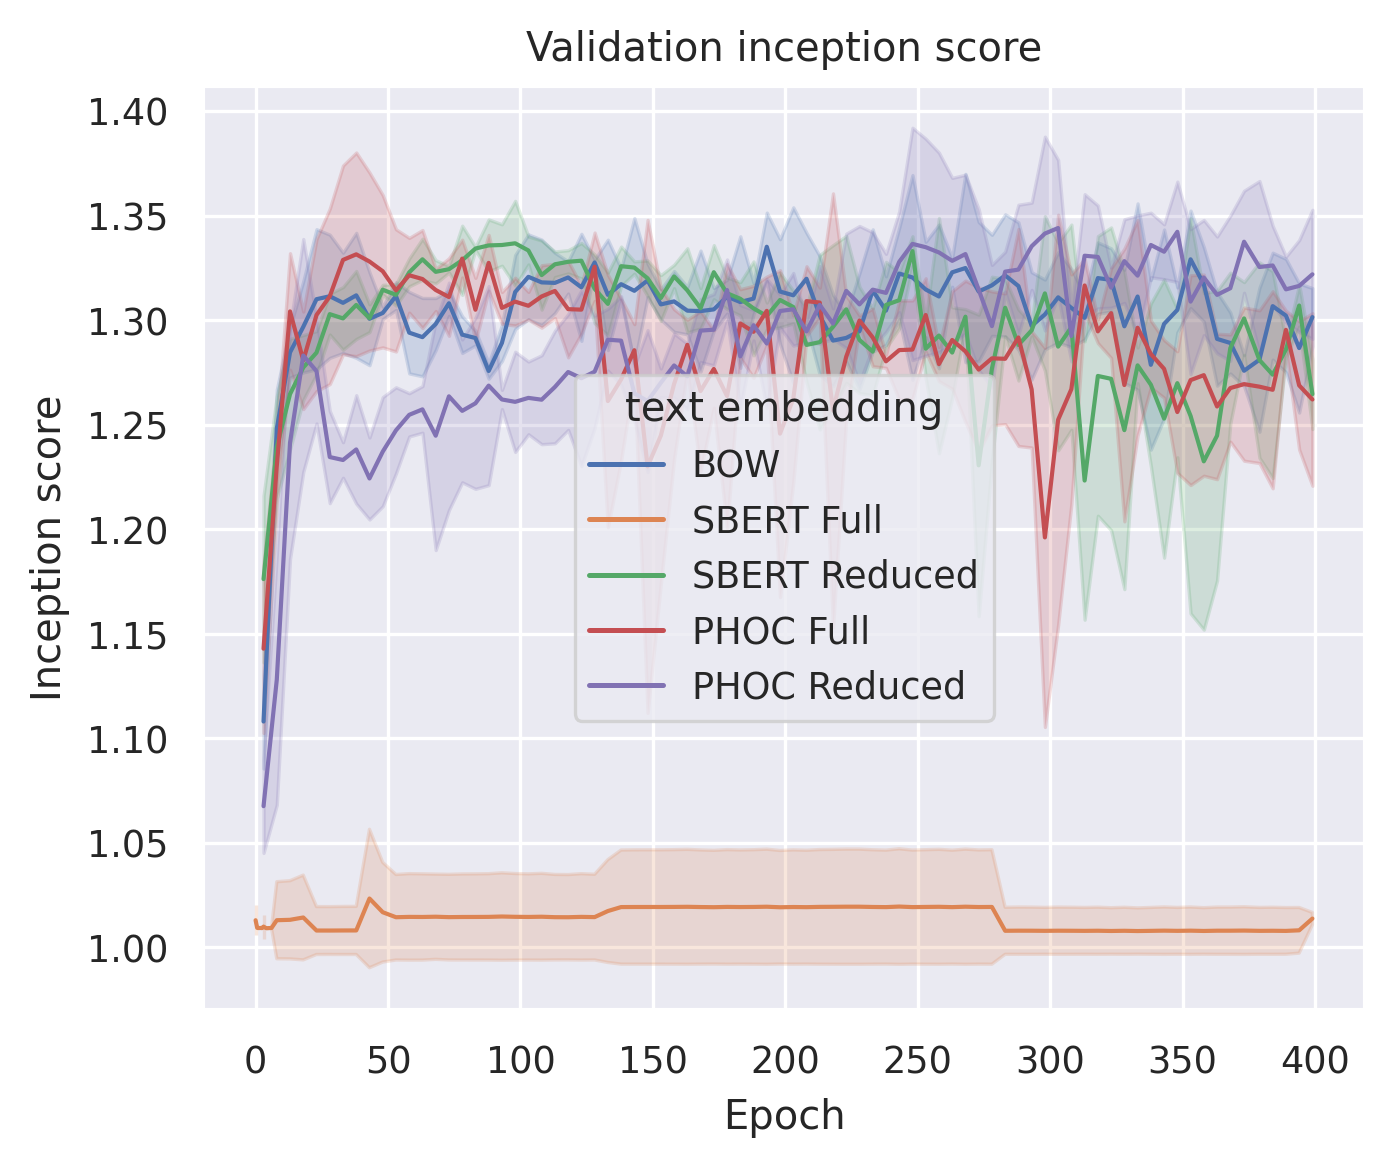 Validation inception score
1.40
1.35
1.30
1.25
1.20
1.15
1.10
1.05
1.00
Inception score
text embedding
BOW
SBERT Full
SBERT Reduced
PHOC Full
PHOC Reduced
0 50 100 150 200 250 300 350 400
Epoch